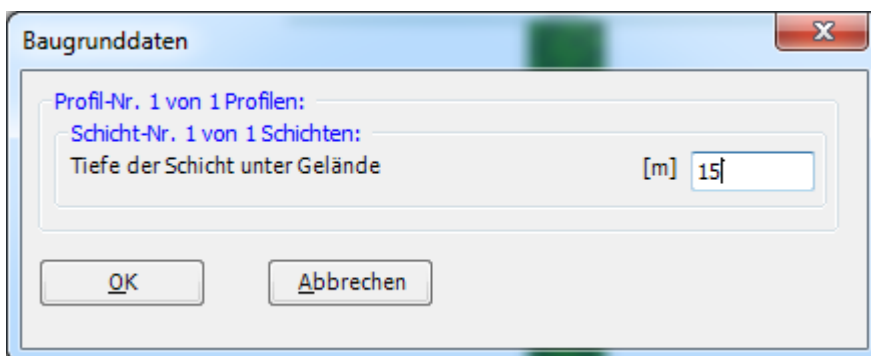 Baugrunddaten
Profil-Nr. 1 von 1 Profilen:
Schicht-Nr. 1 von 1 Schichten:
Tiefe der Schicht unter Gelände [m] 15
OK Abbrechen